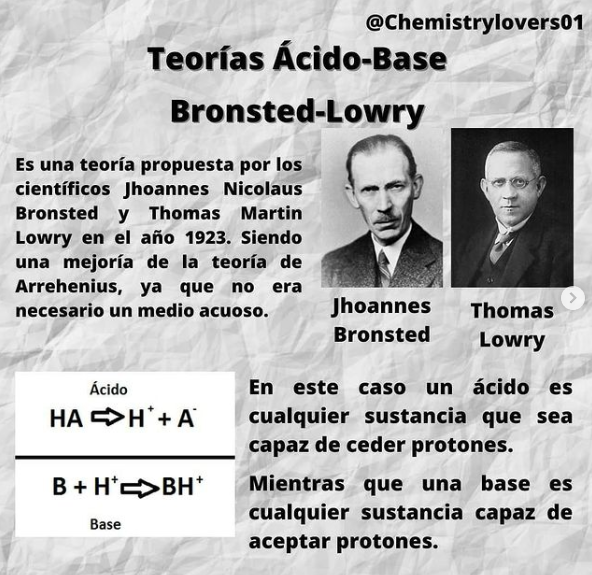 @Chemistrylovers01
Teorías Ácido-Base
Bronsted-Lowry
Es una teoría propuesta por los
científicos Jhoannes Nicolaus
Bronsted y Thomas Martin
Lowry en el año 1923. Siendo
una mejoría de la teoría de
Arrehenius, ya que no era
necesario un medio acuoso.
Jhoannes
Bronsted
Thomas
Lowry
Ácido
HA ⇨ H⁺ + A⁻
B + H⁺ ⇨ BH⁺
Base
En este caso un ácido es
cualquier sustancia que sea
capaz de ceder protones.
Mientras que una base es
cualquier sustancia capaz de
aceptar protones.